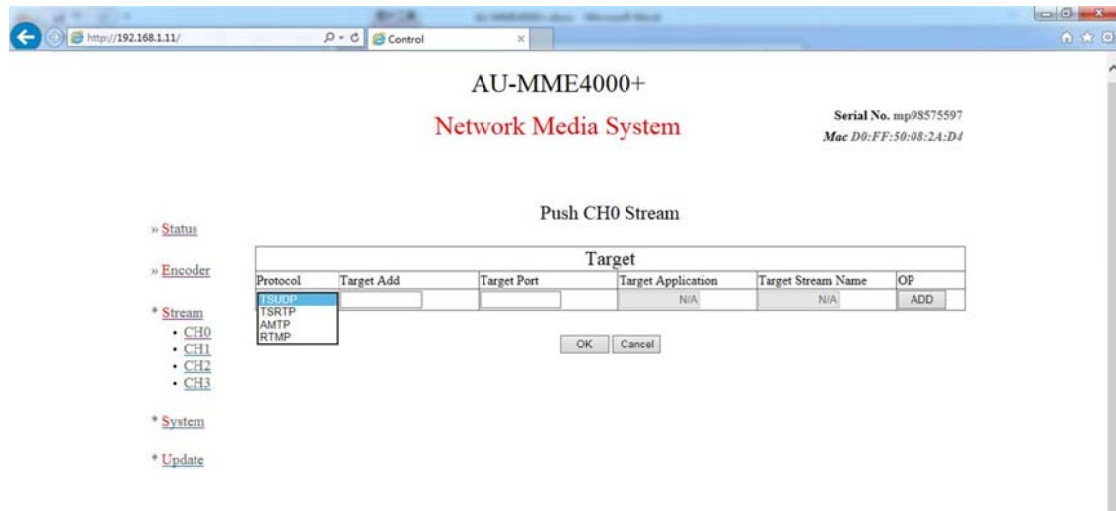 http://192.168.1.11/
Control
AU-MME4000+
Network Media System
Serial No. mp98575597
Mac D0:FF:50:98:2A:D4
Push CH0 Stream
» Status
» Encoder
* Stream
• CH0
• CH1
• CH2
• CH3
* System
* Update
Target
Protocol Target Add Target Port Target Application Target Stream Name OP
TSUDP N/A N/A ADD
TSRTP
AMTP
RTMP
OK Cancel